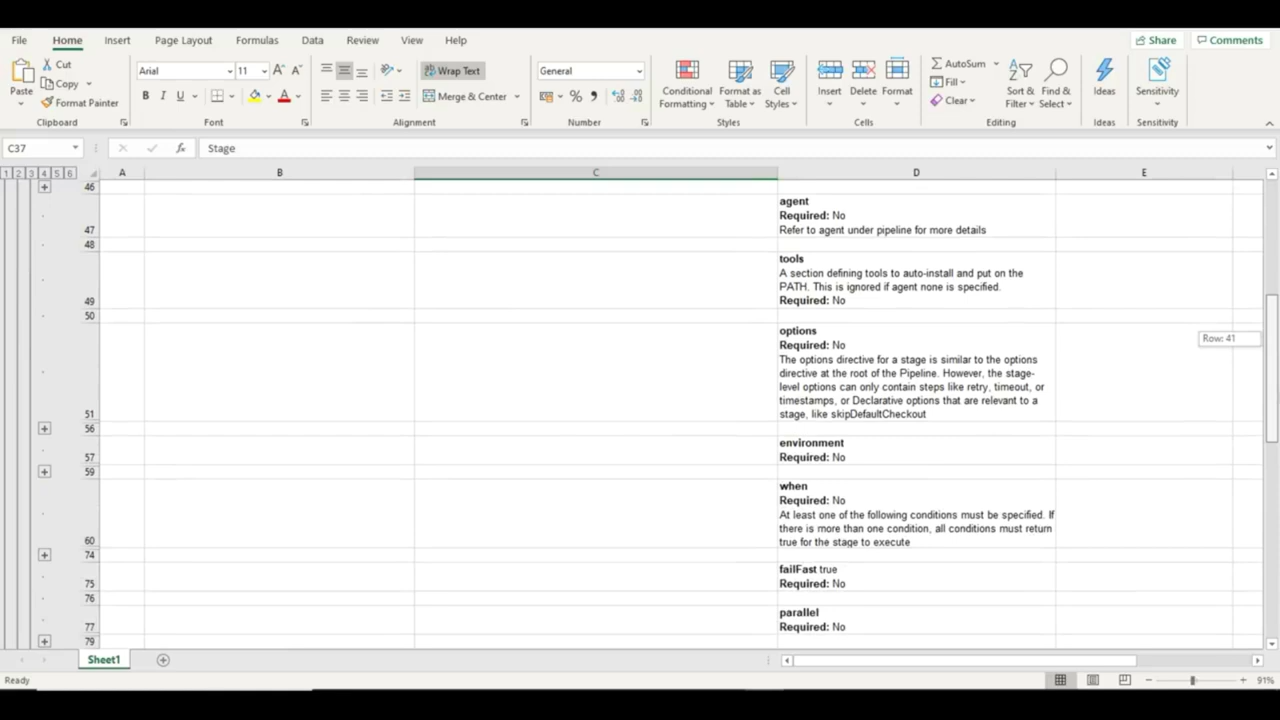 File Home Insert Page Layout Formulas Data Review View Help Share Comments
Cut
Copy
Format Painter
Paste
Clipboard
Arial 11 A A
B I U A
Font
Wrap Text
Merge & Center
Alignment
General
% 9
Number
Conditional Formatting
Format as Table
Cell Styles
Styles
Insert Delete Format
Cells
AutoSum
Fill
Clear
Sort & Filter
Find & Select
Editing
Ideas
Ideas
Sensitivity
Sensitivity
C37 fx Stage
1 2 3 4 5 6 A B C D E
46
agent
Required: No
47 Refer to agent under pipeline for more details
48
tools
A section defining tools to auto-install and put on the
PATH. This is ignored if agent none is specified.
49 Required: No
50
options
Required: No
Row: 41
The options directive for a stage is similar to the options
directive at the root of the Pipeline. However, the stage-
level options can only contain steps like retry, timeout, or
timestamps, or Declarative options that are relevant to a
51 stage, like skipDefaultCheckout
56
environment
57 Required: No
59
when
Required: No
At least one of the following conditions must be specified. If
there is more than one condition, all conditions must return
60 true for the stage to execute
74
failFast true
75 Required: No
76
parallel
77 Required: No
79
Sheet1
Ready 91%